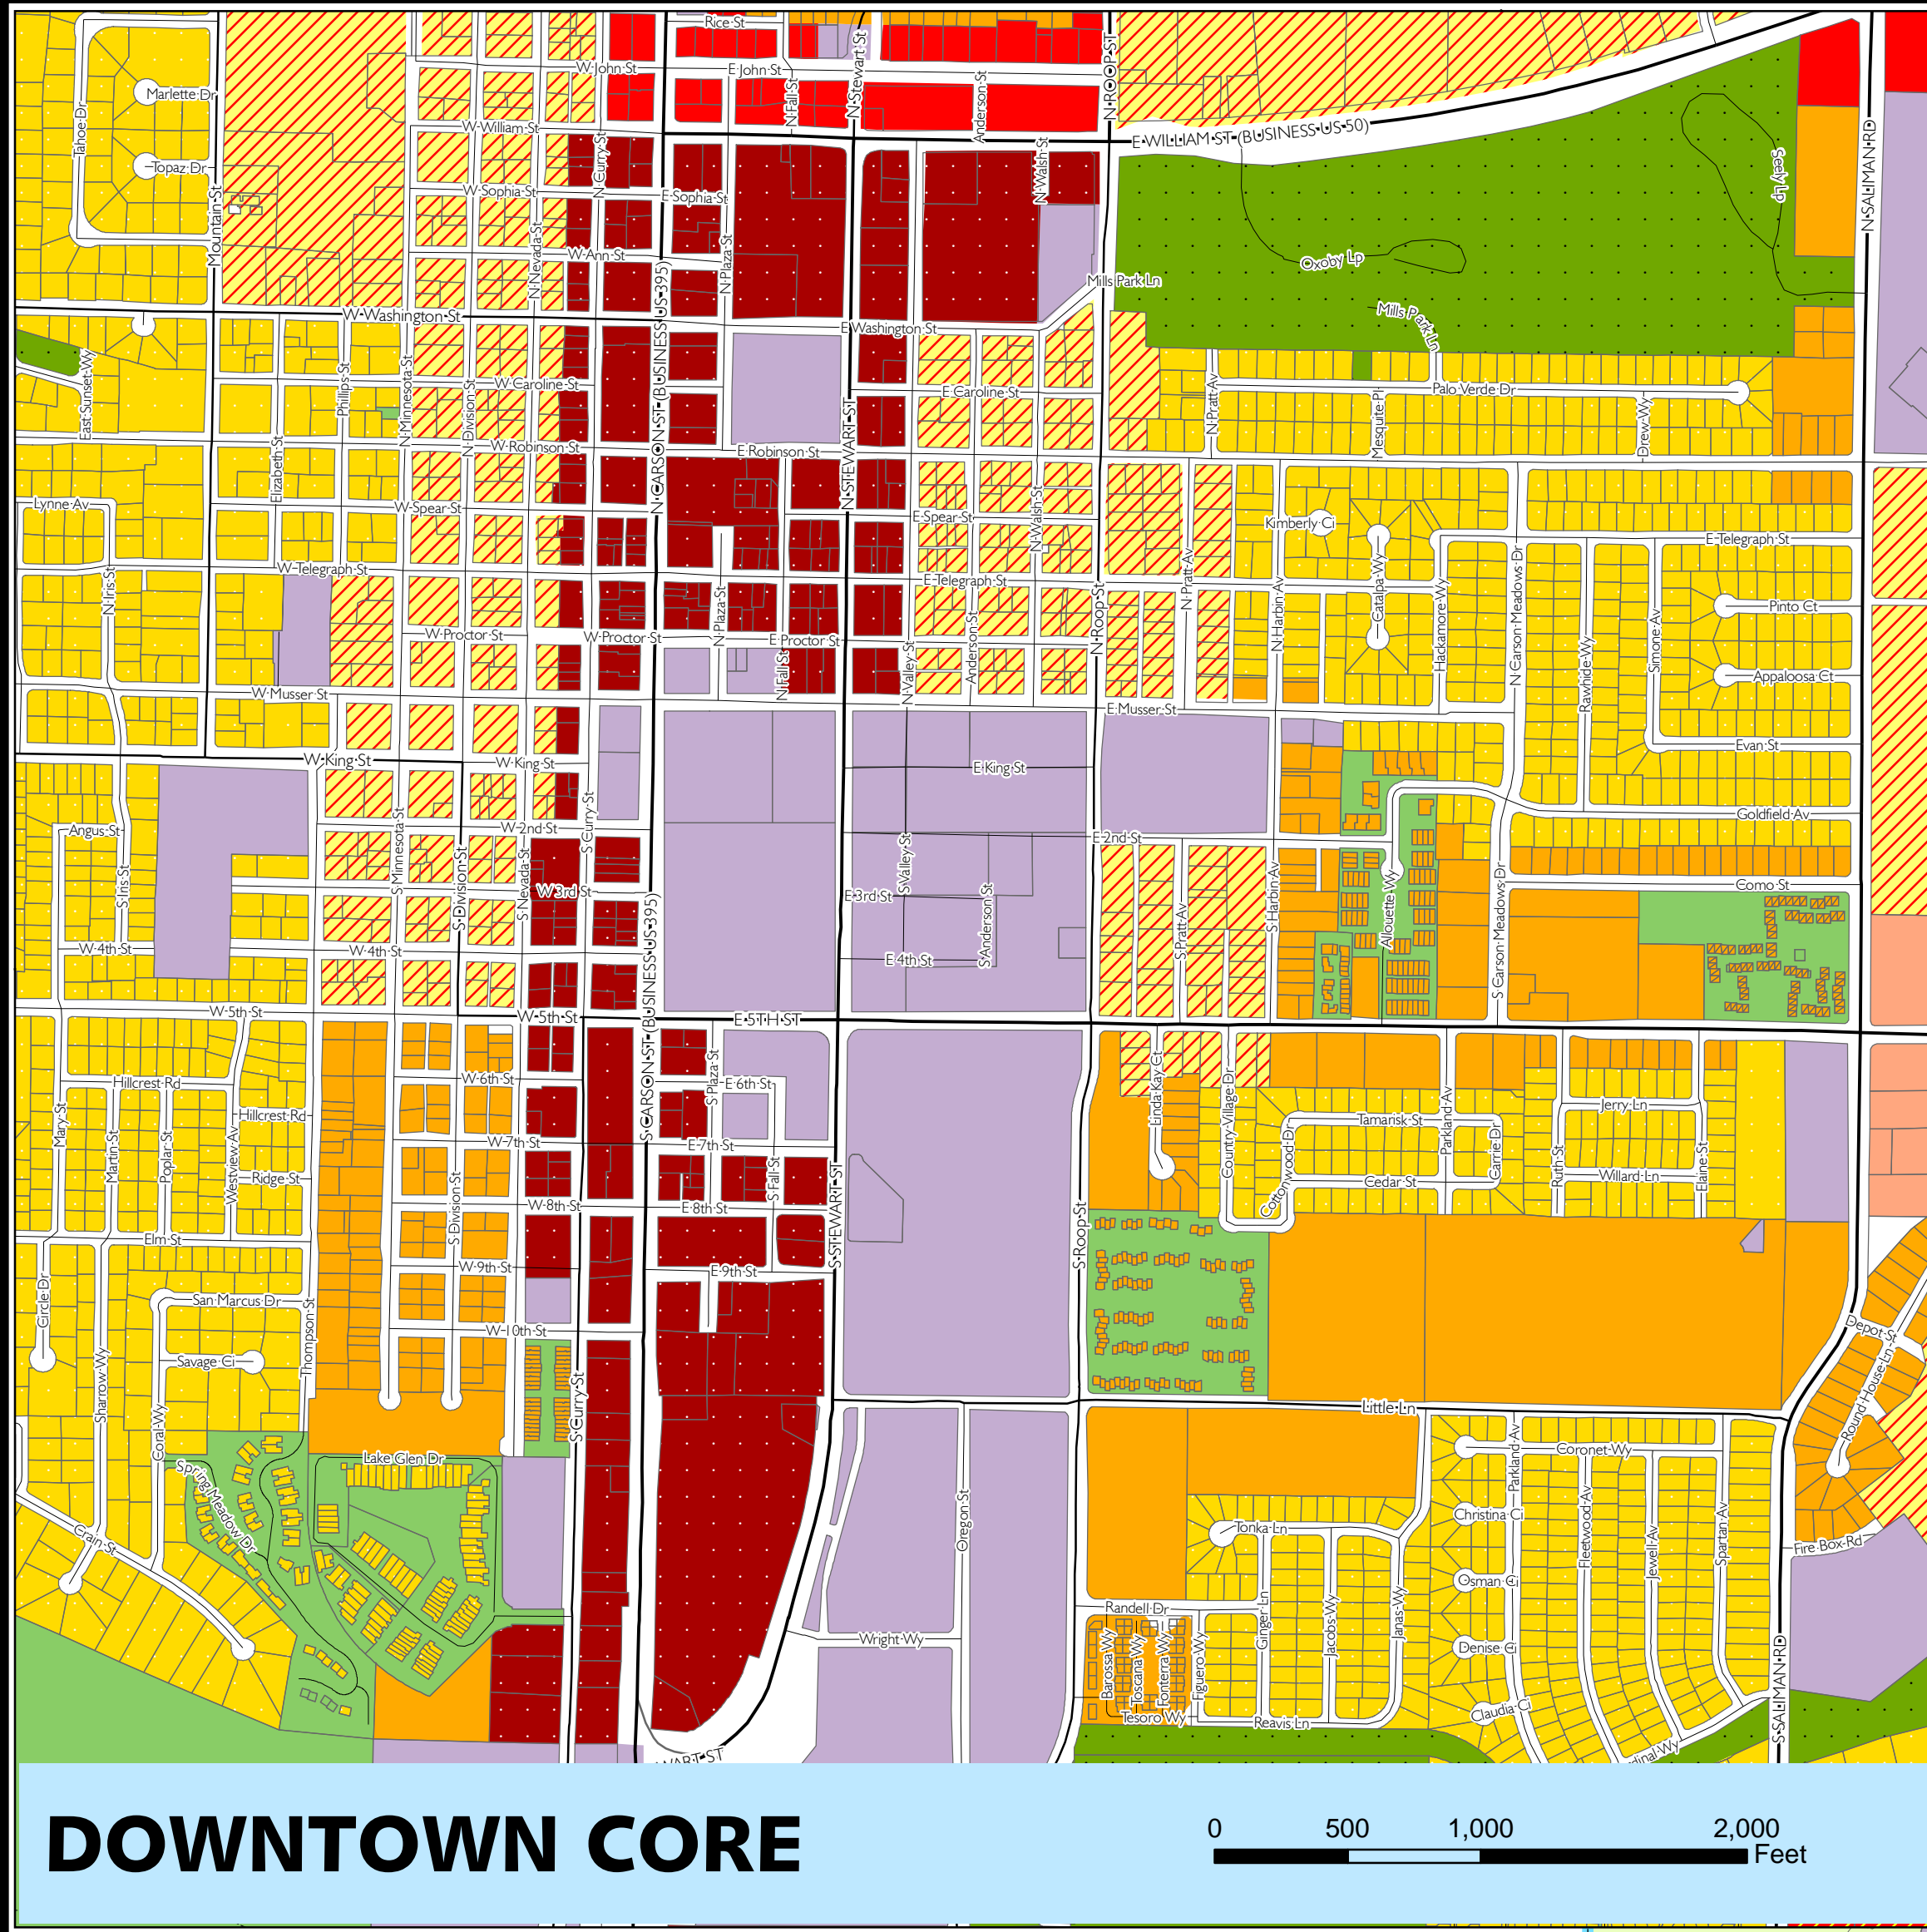 Rice St
W John St
E John St
N Stewart St
N ROOP ST
Marlette Dr
Tahoe Dr
N Fall St
Anderson St
W William St
E WILLIAM ST (BUSINESS US 50)
N SALIMAN RD
Topaz Dr
N Curry St
N Walsh St
Seely Lp
Mountain St
W Sophia St
E Sophia St
N Nevada St
W Ann St
N Plaza St
Oxoby Lp
Mills Park Ln
W Washington St
E Washington St
Mills Park Ln
N CARSON ST (BUSINESS US 395)
East Sunset Wy
Phillips St
N Minnesota St
N Division St
W Caroline St
E Caroline St
N STEWART ST
N Pratt Av
Mesquite Pl
Palo Verde Dr
Drew Wy
W Robinson St
E Robinson St
Elizabeth St
Lynne Av
W Spear St
E Spear St
N Walsh St
Kimberly Ci
E Telegraph St
W Telegraph St
E Telegraph St
N Iris St
N Plaza St
N Roop St
N Pratt Av
N Harbin Av
Catalpa Wy
Hackamore Wy
N Carson Meadows Dr
Rawhide Wy
Simone Av
Pinto Ct
W Proctor St
W Proctor St
E Proctor St
N Fall St
N Valley St
Anderson St
Appaloosa Ct
W Musser St
E Musser St
Evan St
W King St
W King St
E King St
S Curry St
Angus St
W 2nd St
E 2nd St
Goldfield Av
S Iris St
S Minnesota St
S Division St
S Nevada St
W 3rd St
E 3rd St
S Valley St
S Anderson St
S Pratt Av
S Harbin Av
Allouette Wy
S Carson Meadows Dr
Como St
W 4th St
W 4th St
E 4th St
S CARSON ST (BUSINESS US 395)
W 5th St
W 5th St
E 5TH ST
Hillcrest Rd
Hillcrest Rd
W 6th St
S Plaza St
E 6th St
Linda Kay Ct
Country Village Dr
Cottonwood Dr
Tamarisk St
Parkland Av
Carrie Dr
Jerry Ln
Mary St
Martin St
Poplar St
Westview Av
W 7th St
E 7th St
Ridge St
S Division St
S Fall St
S STEWART ST
Cedar St
Ruth St
Willard Ln
Elaine St
W 8th St
E 8th St
S Roop St
Elm St
W 9th St
E 9th St
Circle Dr
San Marcus Dr
Thompson St
W 10th St
Depot St
Savage Ci
Sharrow Wy
Coral Wy
S Curry St
Little Ln
Round House Ln
Lake Glen Dr
Spring Meadow Dr
Coronet Wy
Parkland Av
Crain St
Oregon St
Tonka Ln
Christina Ci
Fleetwood Av
Jewell Av
Spartan Av
Fire Box Rd
Osman Ci
Randell Dr
Ginger Ln
Jacobs Wy
Janas Wy
Wright Wy
Barossa Wy
Toscana Wy
Fonterra Wy
Figuero Wy
Denise Ci
S SALIMAN RD
Tesoro Wy
Reavis Ln
Claudia Ci
WART ST
dinal Wy
DOWNTOWN CORE
0 500 1,000 2,000
Feet